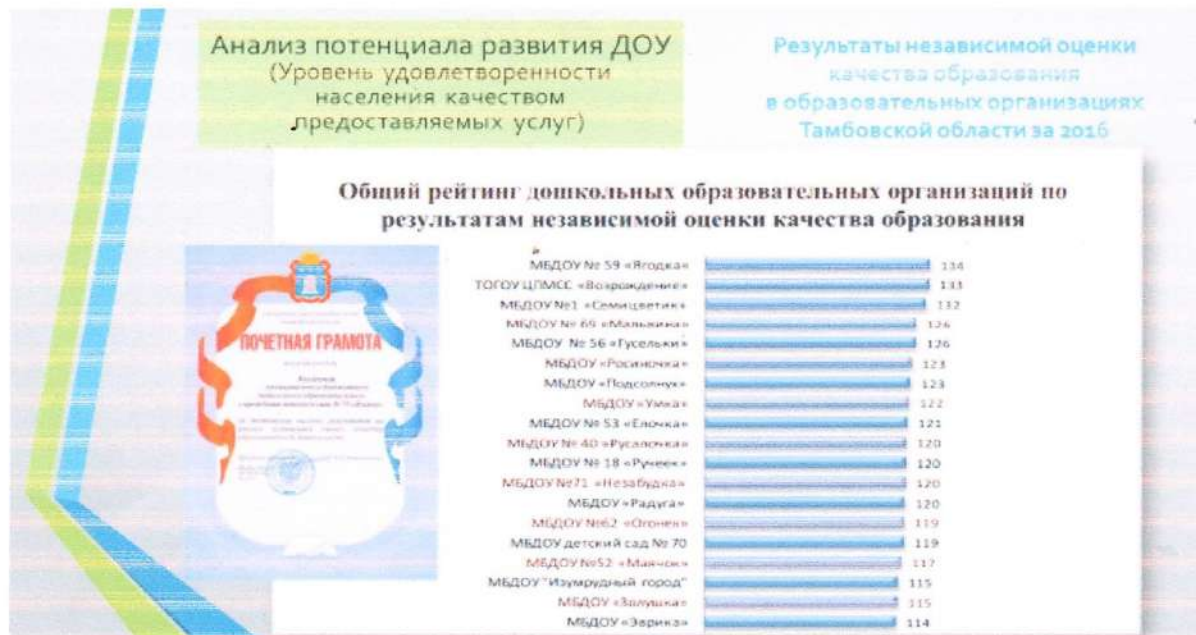 Анализ потенциала развития ДОУ
(Уровень удовлетворенности
населения качеством
предоставляемых услуг)
Результаты независимой оценки
качества образования
в образовательных организациях
Тамбовской области за 2016
Общий рейтинг дошкольных образовательных организаций по
результатам независимой оценки качества образования
ПОЧЕТНАЯ ГРАМОТА
МБДОУ № 59 «Ягодка» 134
ТОГОУ ЦПМСС «Возрождение» 133
МБДОУ №1 «Семицветик» 132
МБДОУ № 69 «Мальвина» 126
МБДОУ № 56 «Гусельки» 126
МБДОУ «Росиночка» 123
МБДОУ «Подсолнух» 123
МБДОУ «Умка» 122
МБДОУ № 53 «Елочка» 121
МБДОУ № 40 «Русалочка» 120
МБДОУ № 18 «Ручеек» 120
МБДОУ №71 «Незабудка» 120
МБДОУ «Радуга» 120
МБДОУ №62 «Огонек» 119
МБДОУ детский сад № 70 119
МБДОУ №52 «Маячок» 117
МБДОУ "Изумрудный город" 115
МБДОУ «Золушка» 115
МБДОУ «Эврика» 114